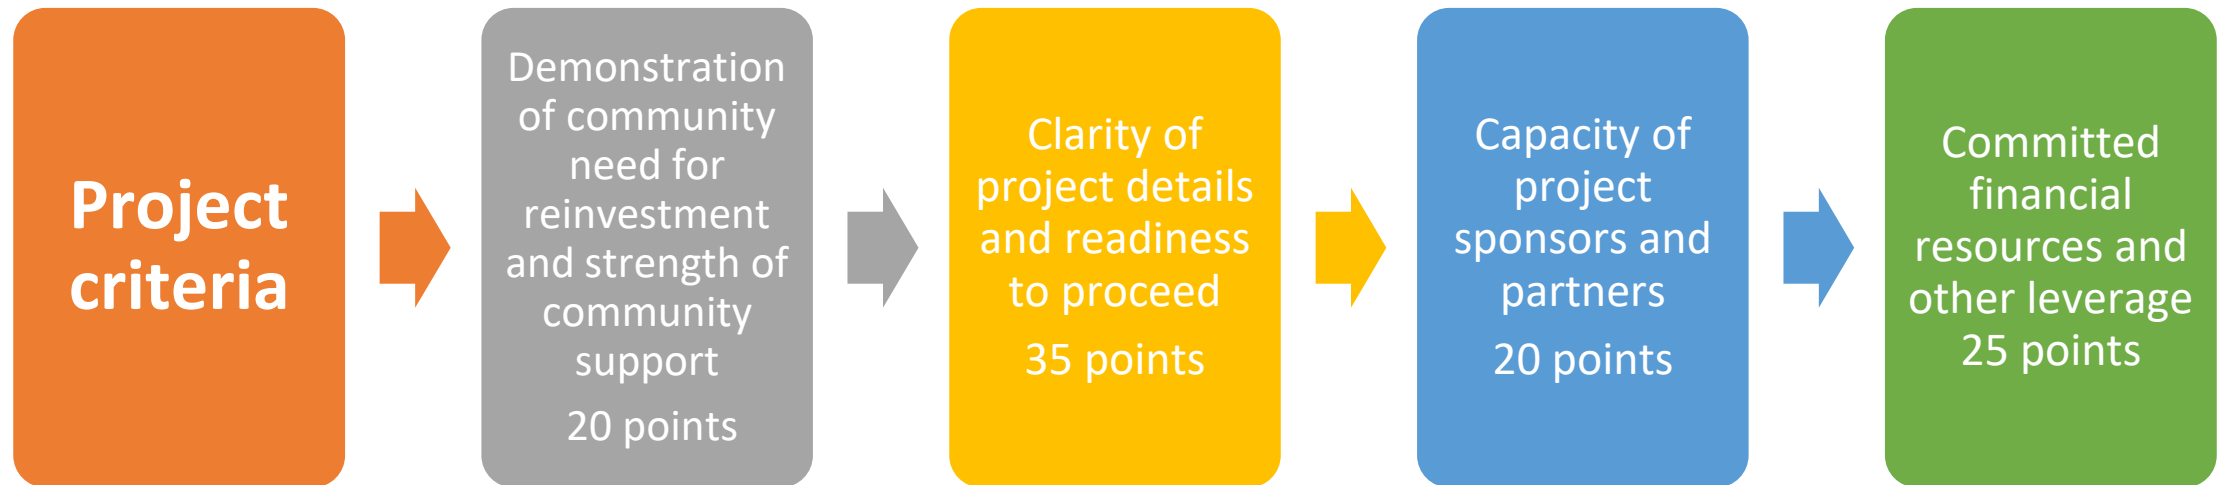 Project
criteria
Demonstration
of community
need for
reinvestment
and strength of
community
support
20 points
Clarity of
project details
and readiness
to proceed
35 points
Capacity of
project
sponsors and
partners
20 points
Committed
financial
resources and
other leverage
25 points